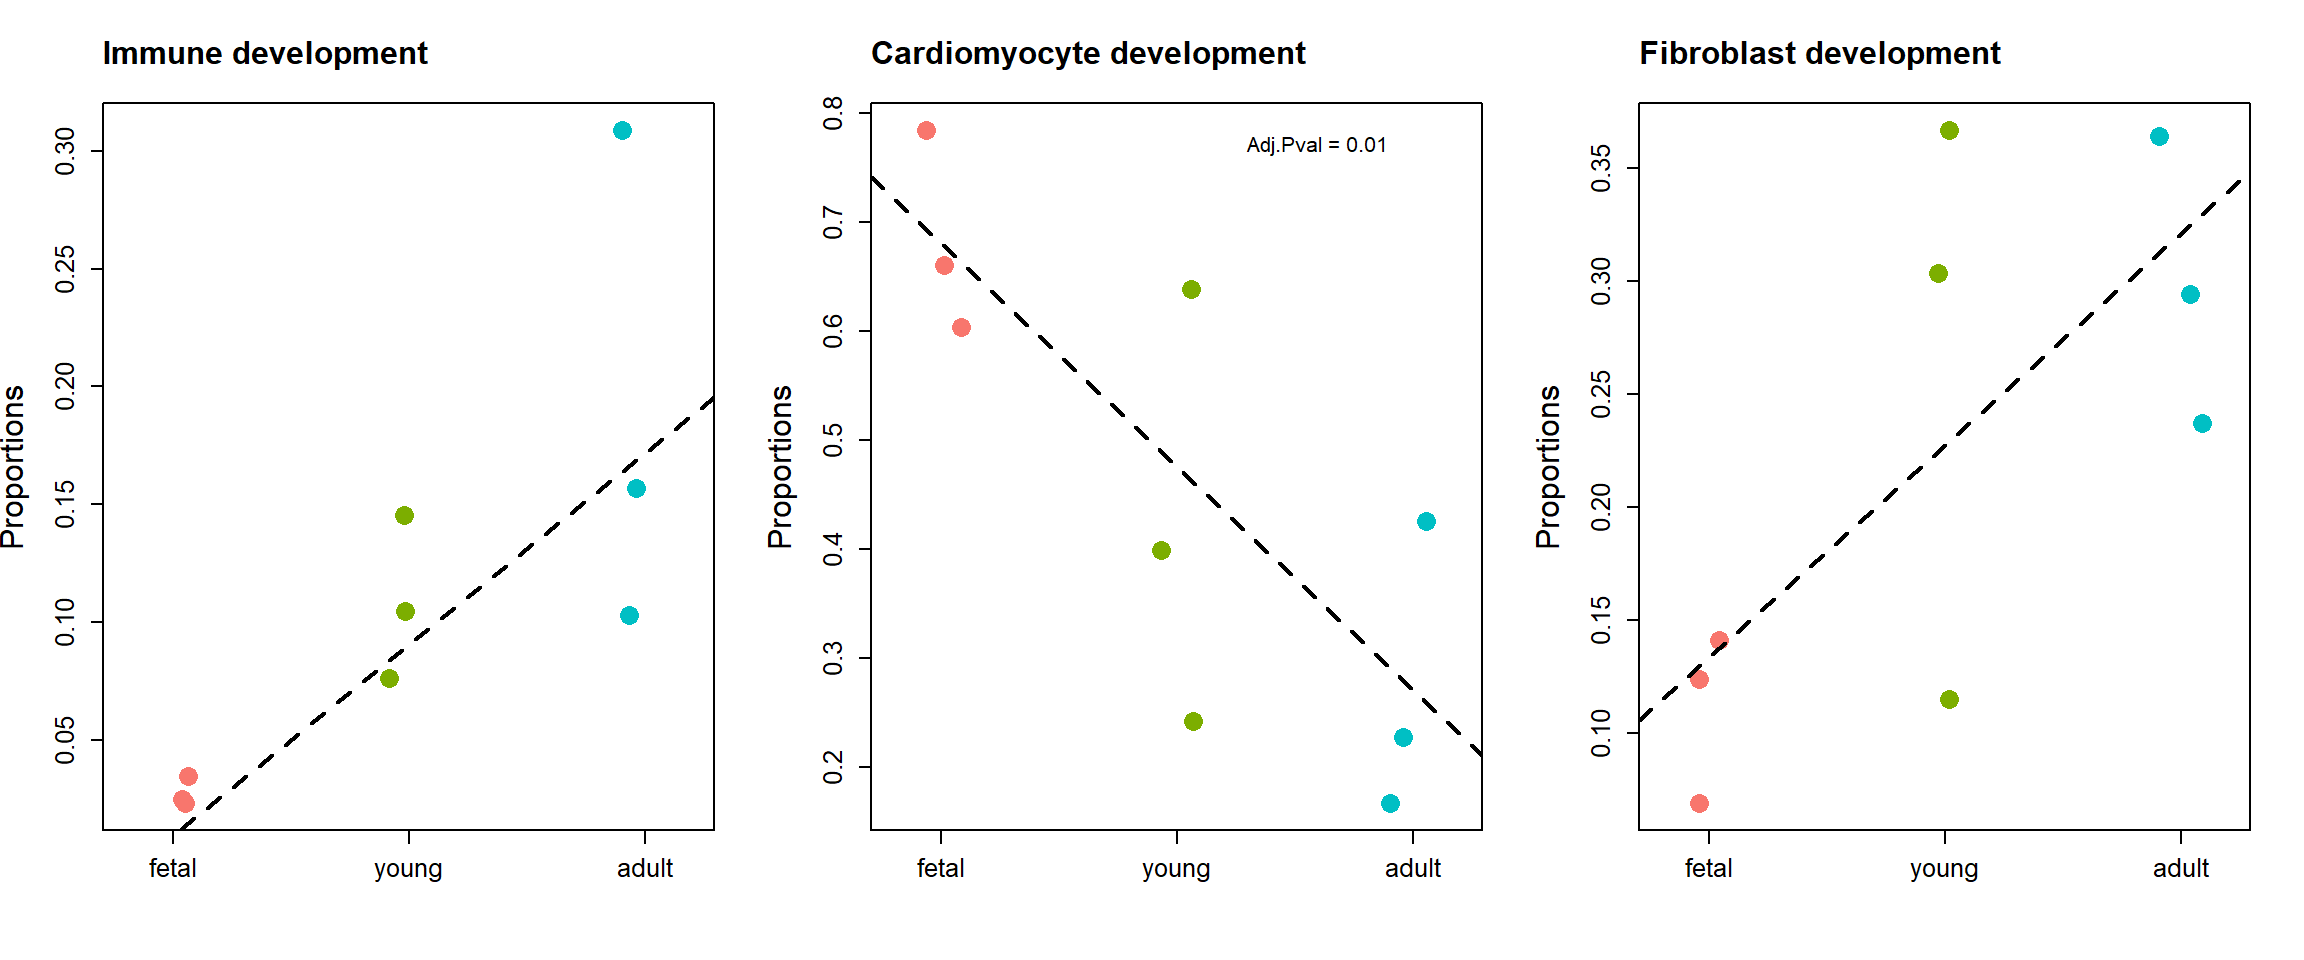 Immune development
Proportions
0.30
0.25
0.20
0.15
0.10
0.05
fetal young adult
Cardiomyocyte development
Adj.Pval = 0.01
Proportions
0.8
0.7
0.6
0.5
0.4
0.3
0.2
fetal young adult
Fibroblast development
Proportions
0.35
0.30
0.25
0.20
0.15
0.10
fetal young adult